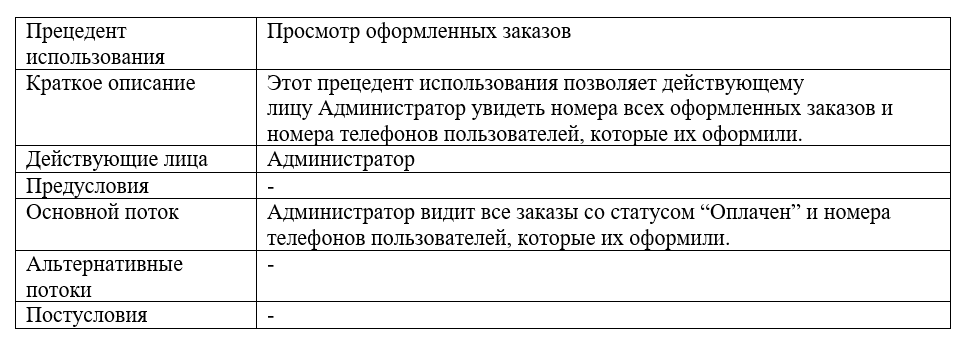 Прецедент
использования
Просмотр оформленных заказов
Краткое описание
Этот прецедент использования позволяет действующему
лицу Администратор увидеть номера всех оформленных заказов и
номера телефонов пользователей, которые их оформили.
Действующие лица
Администратор
Предусловия
-
Основной поток
Администратор видит все заказы со статусом “Оплачен” и номера
телефонов пользователей, которые их оформили.
Альтернативные
потоки
-
Постусловия
-